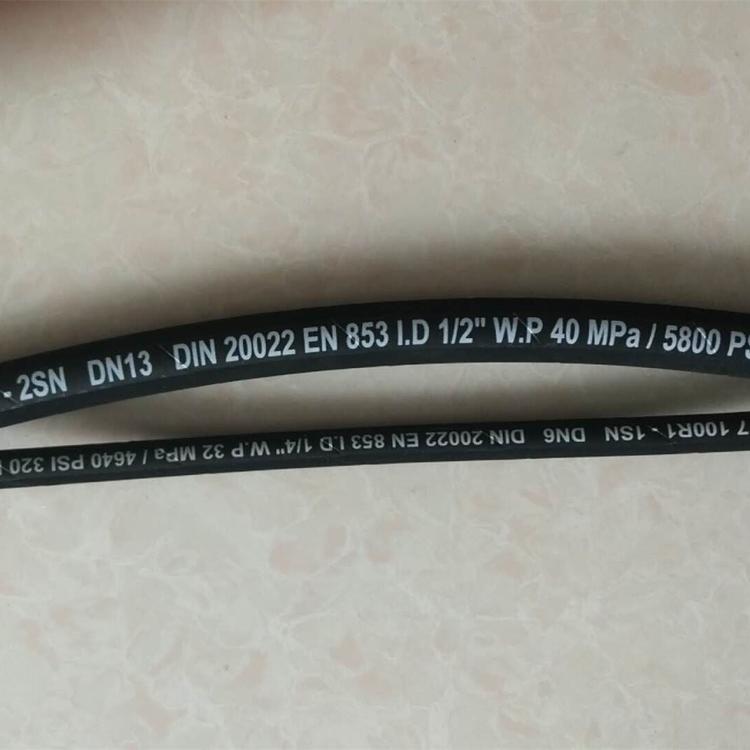 - 2SN DN13 DIN 20022 EN 853 I.D 1/2" W.P 40 MPa / 5800 PS
7 100R1 - 1SN DN6 DIN 20022 EN 853 I.D 1/4" W.P 32 MPa / 4640 PSI 320